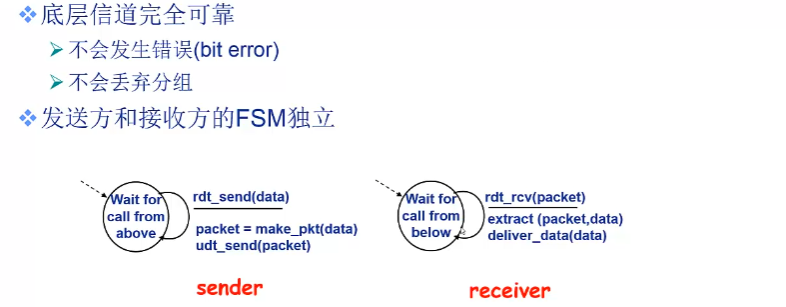 底层信道完全可靠
不会发生错误(bit error)
不会丢弃分组
发送方和接收方的FSM独立
Wait for
call from
above
rdt_send(data)
packet = make_pkt(data)
udt_send(packet)
sender
Wait for
call from
below
rdt_rcv(packet)
extract (packet,data)
deliver_data(data)
receiver